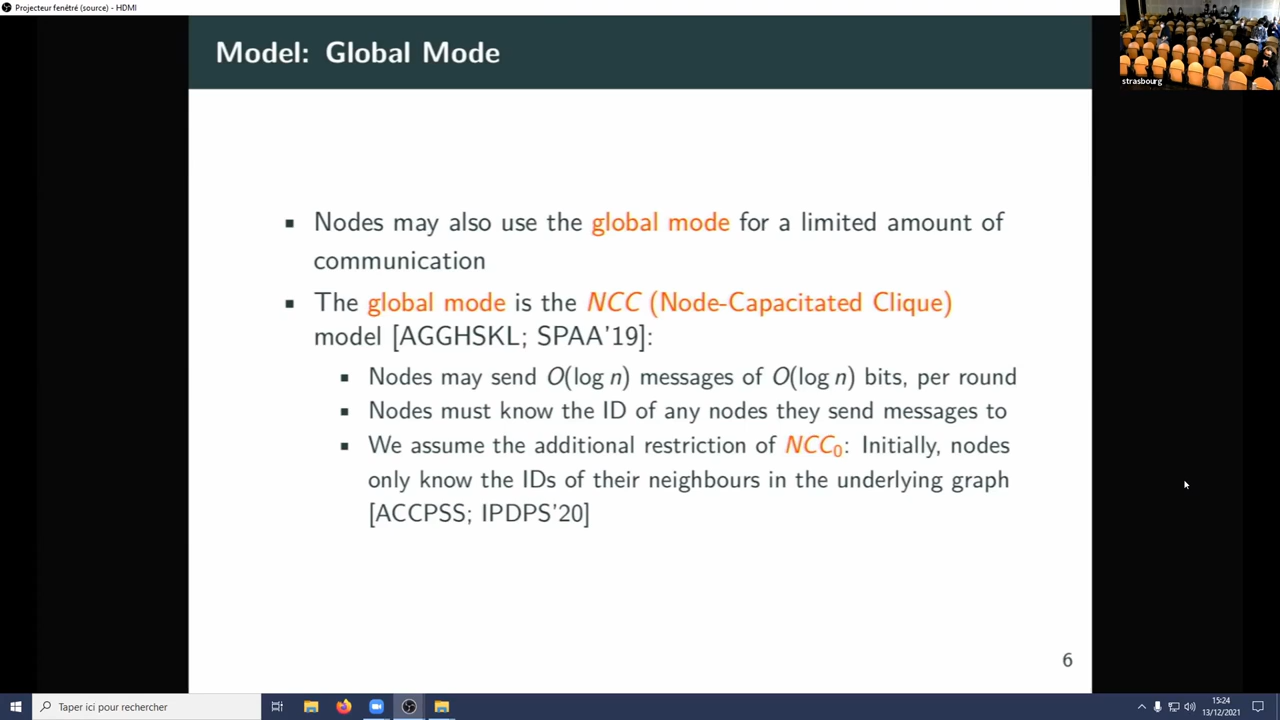 Projecteur fenêtré (source) - HDMI
Model: Global Mode
strasbourg
▪ Nodes may also use the global mode for a limited amount of
communication
▪ The global mode is the NCC (Node-Capacitated Clique)
model [AGGHSKL; SPAA'19]:
▪ Nodes may send O(log n) messages of O(log n) bits, per round
▪ Nodes must know the ID of any nodes they send messages to
▪ We assume the additional restriction of NCC₀: Initially, nodes
only know the IDs of their neighbours in the underlying graph
[ACCPSS; IPDPS'20]
6
Taper ici pour rechercher
15:24
13/12/2021